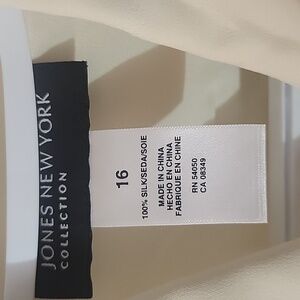 JONES NEW YORK
COLLECTION
16
100% SILK/SEDA/SOIE
MADE IN CHINA
HECHO EN CHINA
FABRIQUE EN CHINE
RN 54050
CA 08349